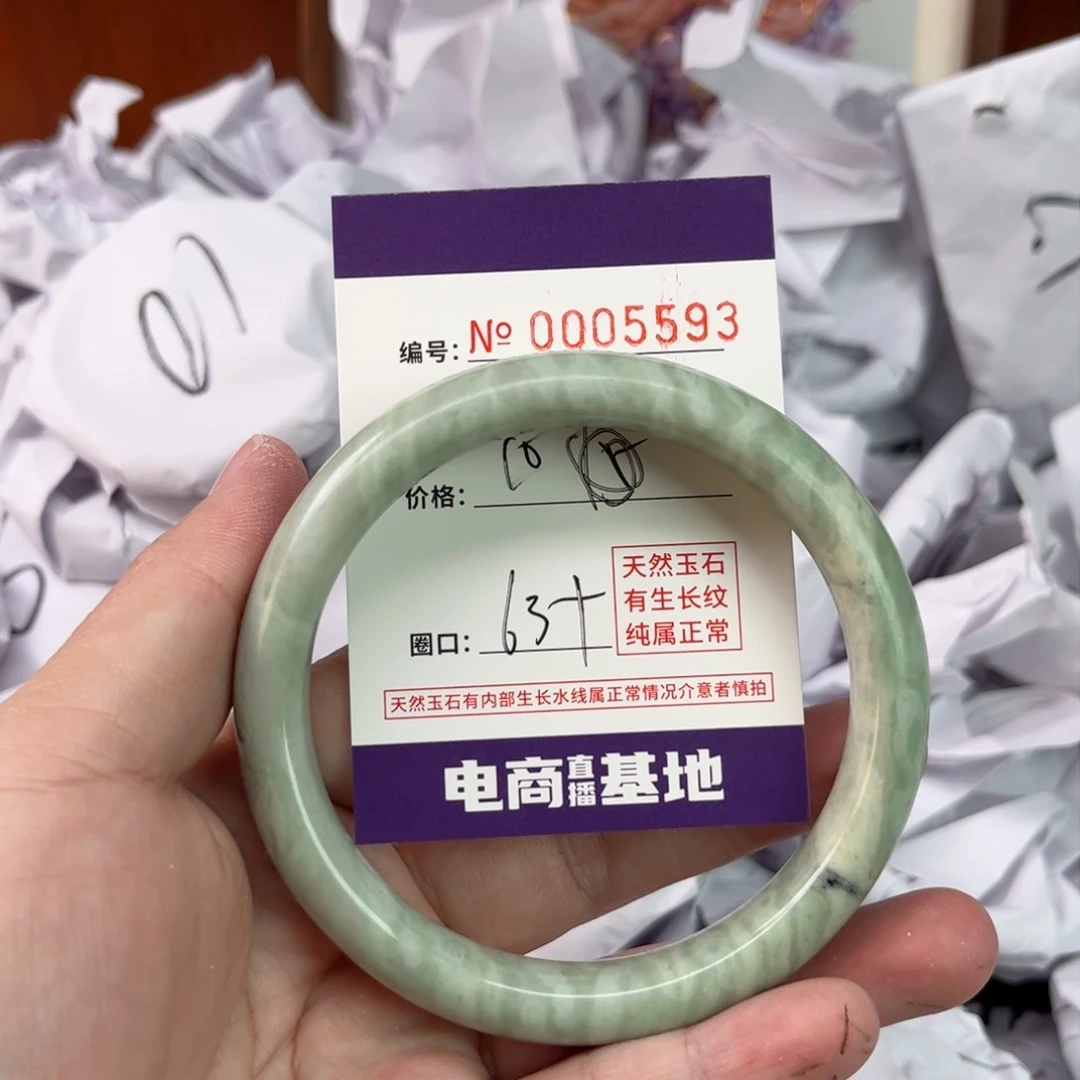 编号: № 0005593
价格:
圈口: 63+
天然玉石
有生长纹
纯属正常
天然玉石有内部生长水线属正常情况介意者慎拍
电商直播基地
01